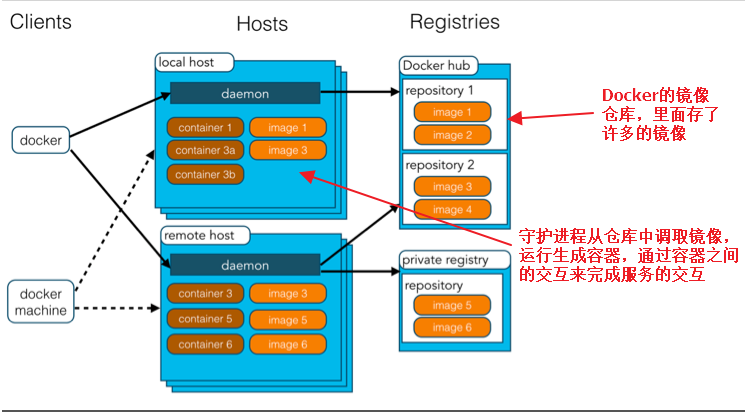 Clients
Hosts
Registries
docker
docker
machine
local host
daemon
container 1
image 1
container 3a
image 3
container 3b
remote host
daemon
container 3
image 3
container 5
image 5
container 6
image 6
Docker hub
repository 1
image 1
image 2
repository 2
image 3
image 4
private registry
repository
image 5
image 6
Docker的镜像
仓库，里面存了
许多的镜像
守护进程从仓库中调取镜像，
运行生成容器，通过容器之间
的交互来完成服务的交互